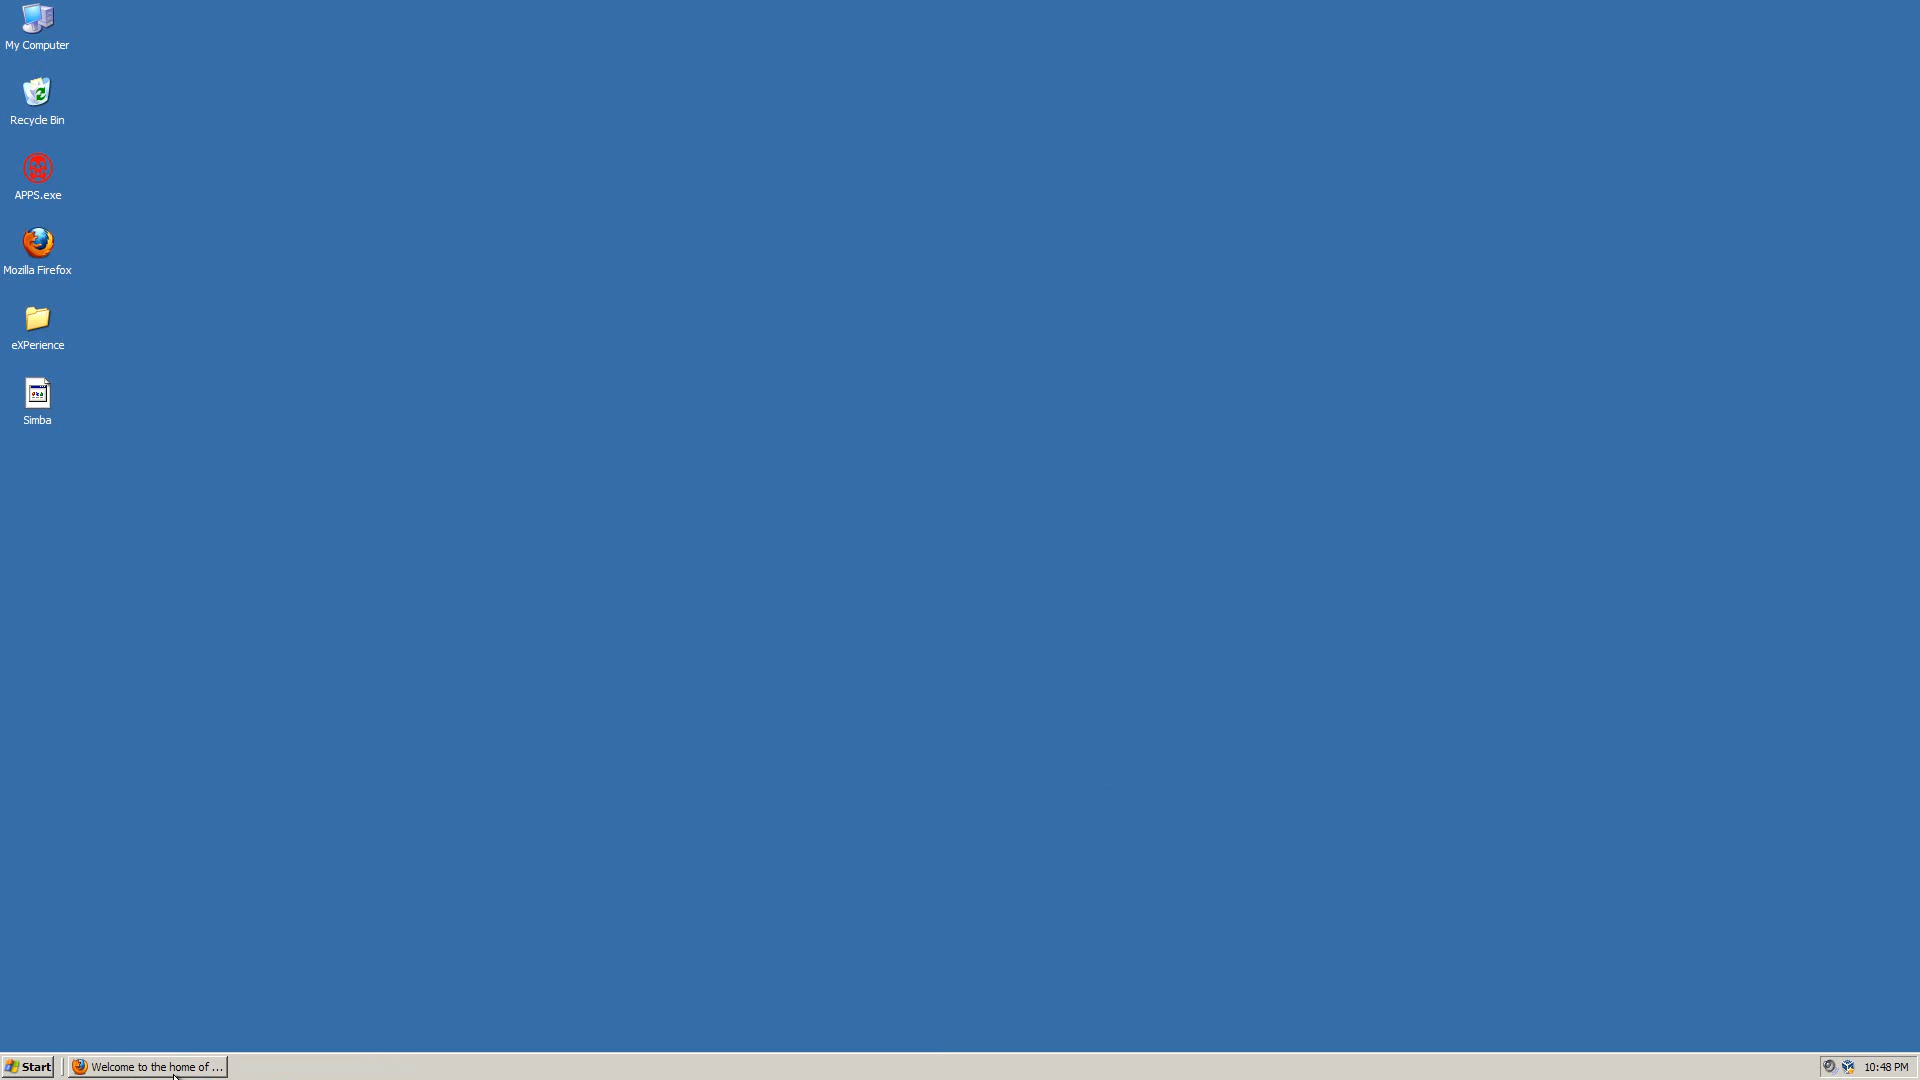 My Computer
Recycle Bin
APPS.exe
Mozilla Firefox
eXPerience
Simba
Start
Welcome to the home of ...
10:48 PM